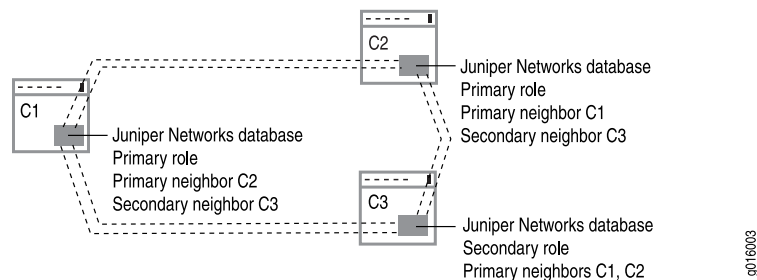 C2
Juniper Networks database
Primary role
Primary neighbor C1
Secondary neighbor C3
C1
Juniper Networks database
Primary role
Primary neighbor C2
Secondary neighbor C3
C3
Juniper Networks database
Secondary role
Primary neighbors C1, C2
g016003